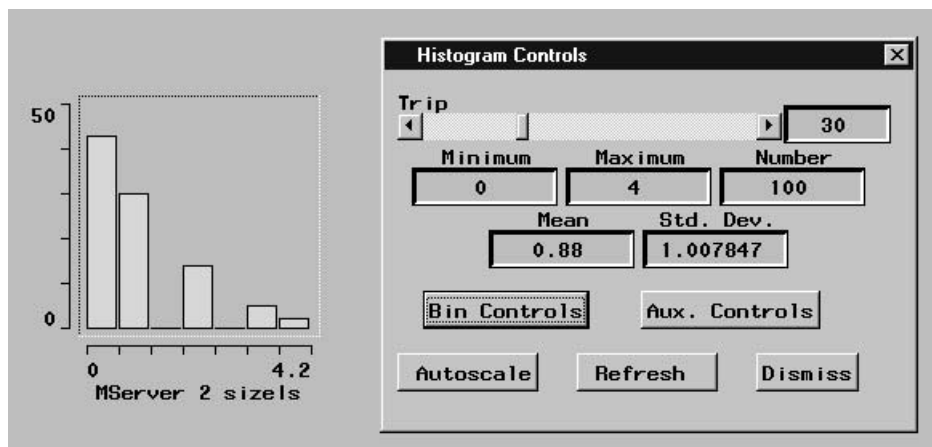 50
0
0 4.2
MServer 2 sizels
Histogram Controls
Trip
30
Minimum Maximum Number
0 4 100
Mean Std. Dev.
0.88 1.007847
Bin Controls Aux. Controls
Autoscale Refresh Dismiss